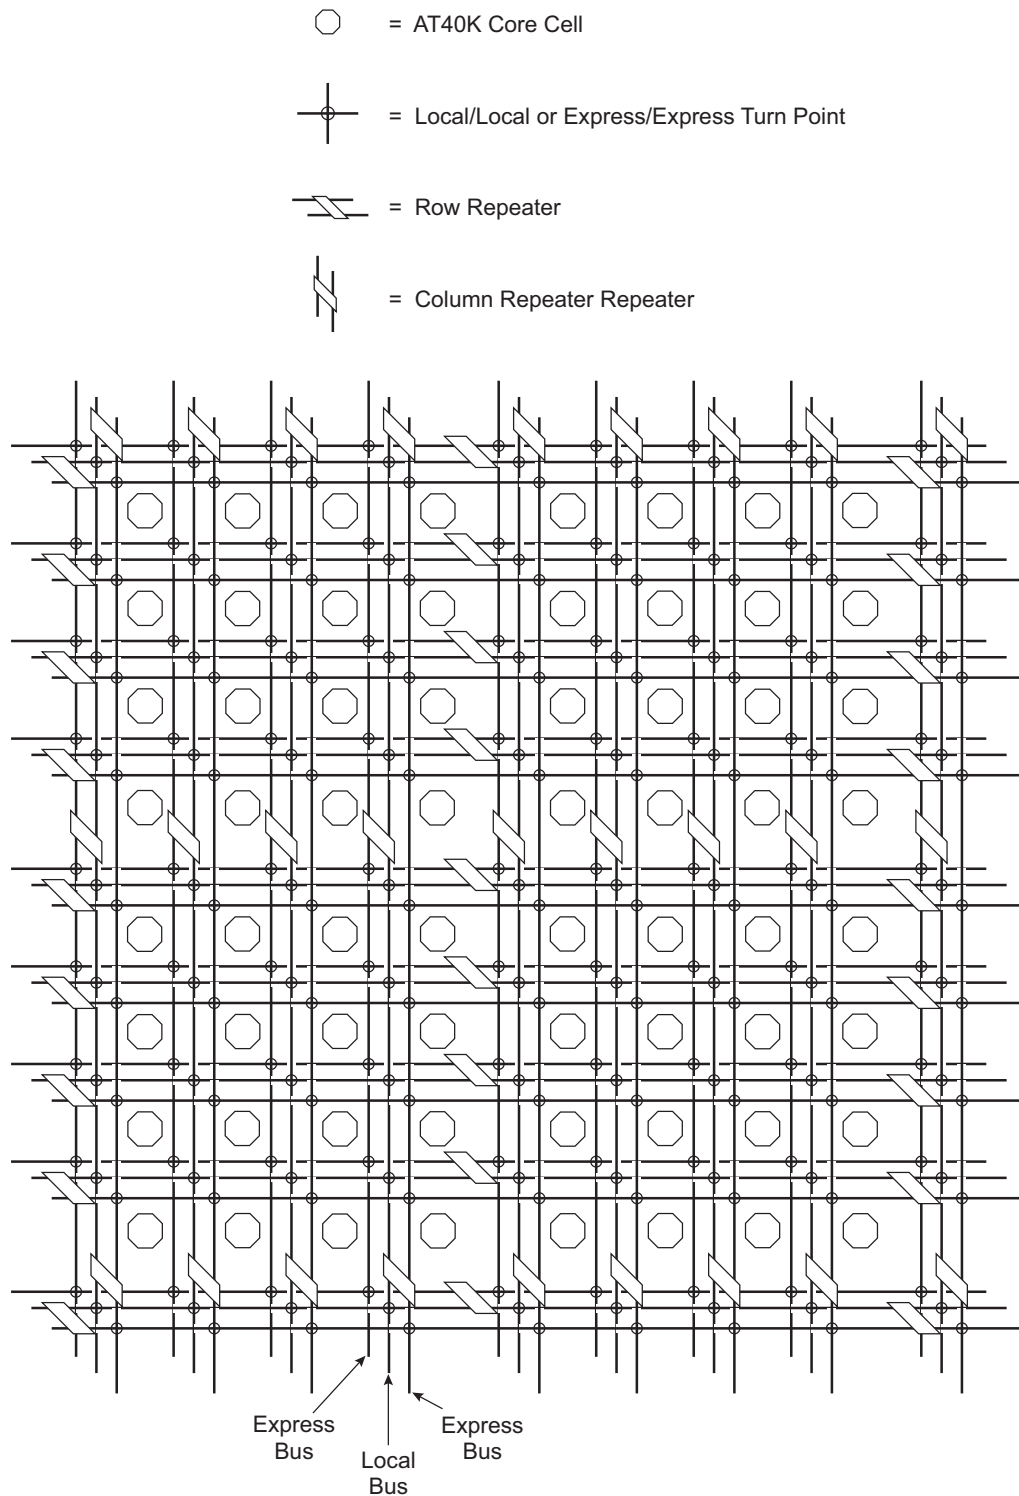 = AT40K Core Cell
= Local/Local or Express/Express Turn Point
= Row Repeater
= Column Repeater Repeater
Express
Bus
Local
Bus
Express
Bus